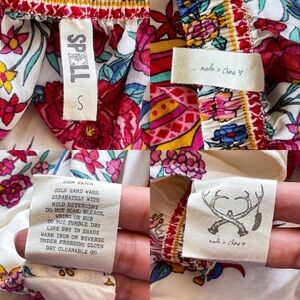 SPELL
S
made in China ♡
100% RAYON
COLD HAND WASH
SEPARATELY WITH
MILD DETERGENT
DO NOT SOAK, BLEACH,
WRING OR RUB
DO NOT TUMBLE DRY
LINE DRY IN SHADE
WARM IRON ON REVERSE
UNDER PRESSING CLOTH
DRY CLEANABLE (P)
made in China ♡